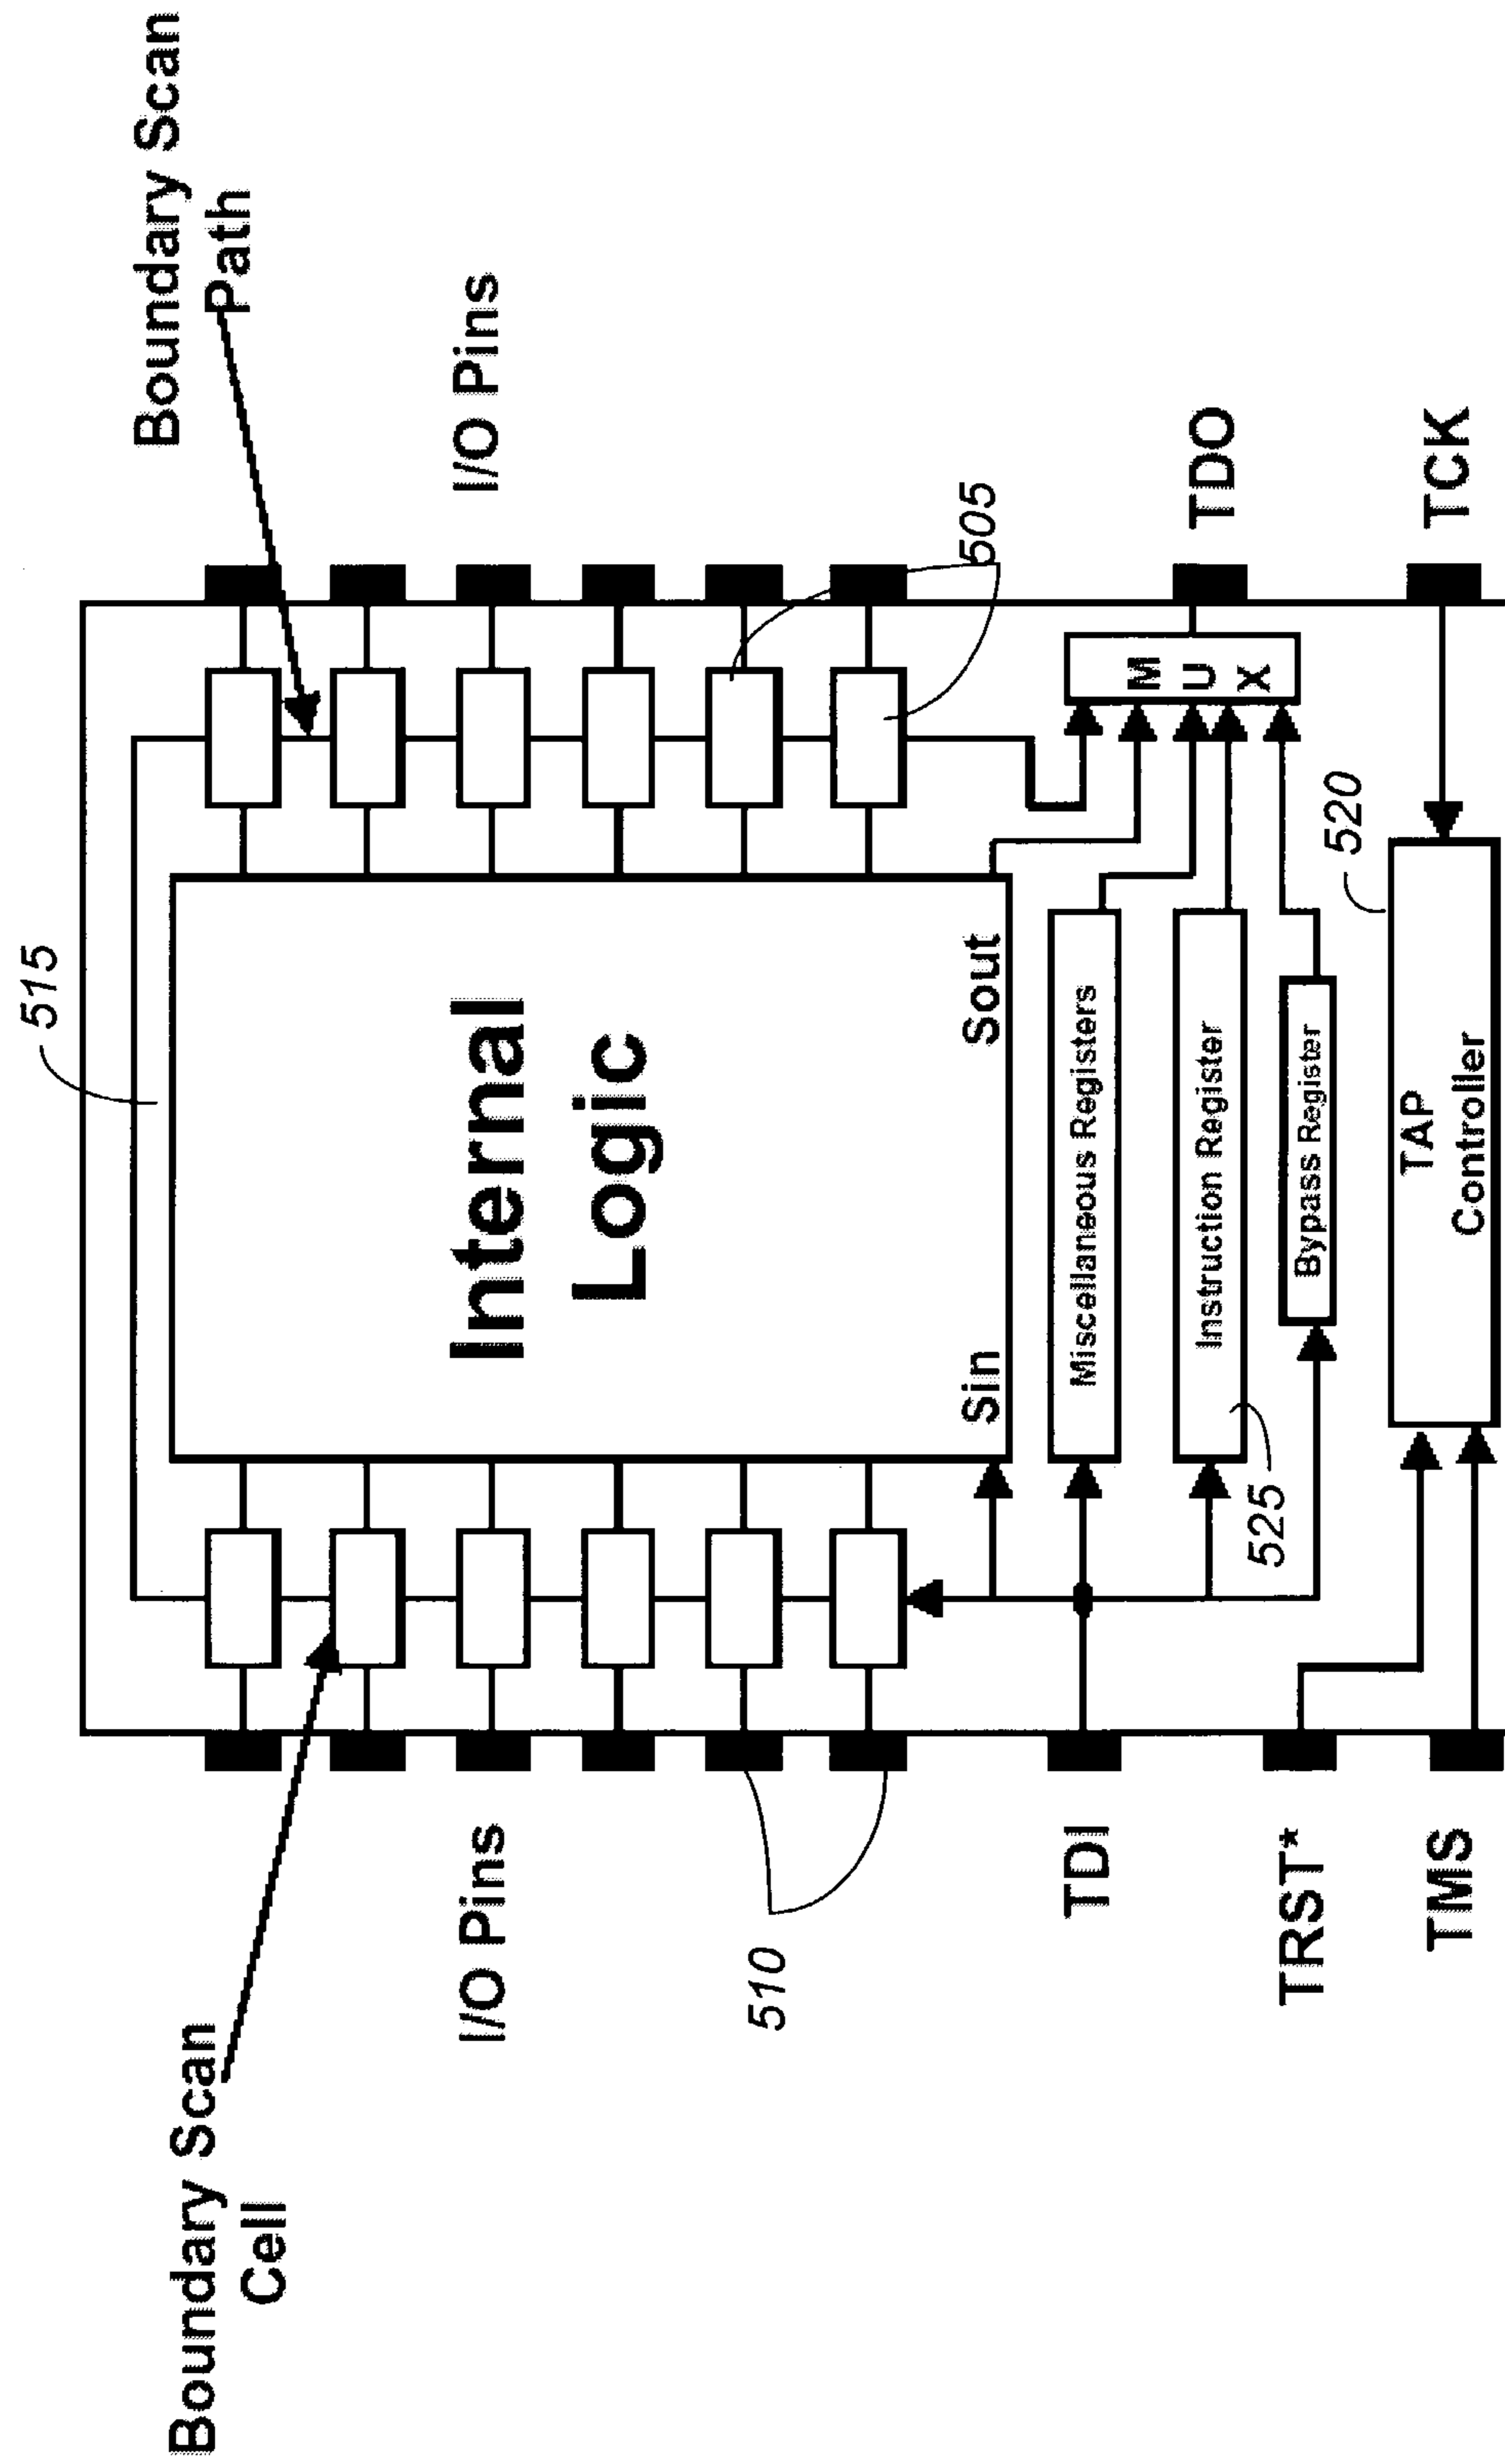 515
Boundary Scan
Path
Boundary Scan
Cell
I/O Pins
I/O Pins
Internal
Logic
510
505
Sin
Sout
TDI
Miscellaneous Registers
M
U
X
TDO
Instruction Register
525
TRST*
Bypass Register
520
TMS
TAP
Controller
TCK